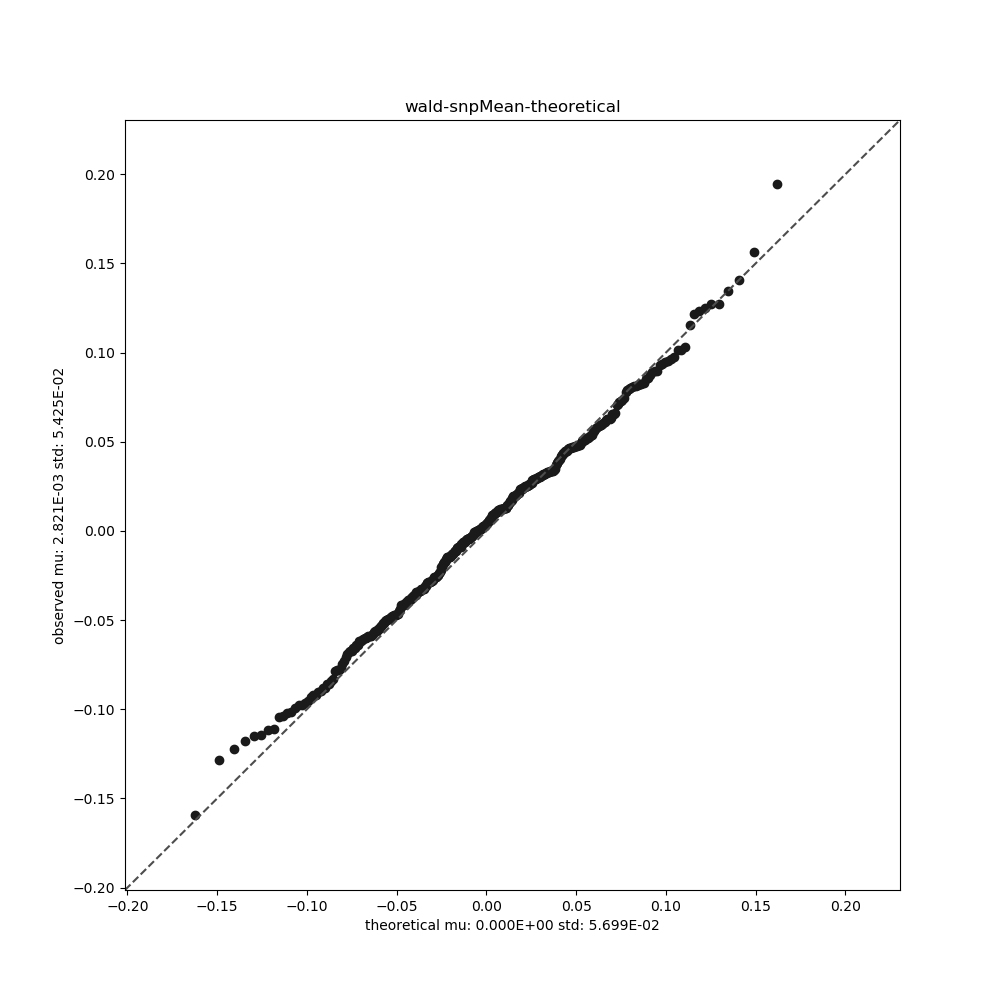 wald-snpMean-theoretical
0.20
0.15
0.10
0.05
0.00
−0.05
−0.10
−0.15
−0.20
observed mu: 2.821E-03 std: 5.425E-02
−0.20 −0.15 −0.10 −0.05 0.00 0.05 0.10 0.15 0.20
theoretical mu: 0.000E+00 std: 5.699E-02